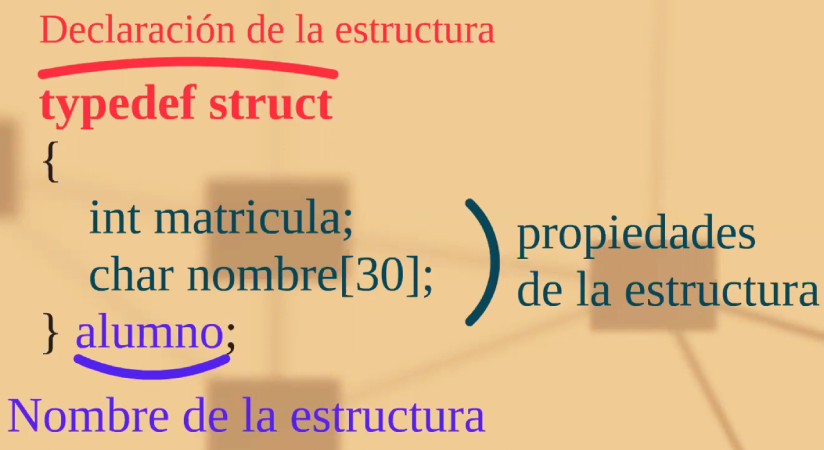 Declaración de la estructura
typedef struct
{
int matricula;
char nombre[30];
propiedades
de la estructura
} alumno;
Nombre de la estructura